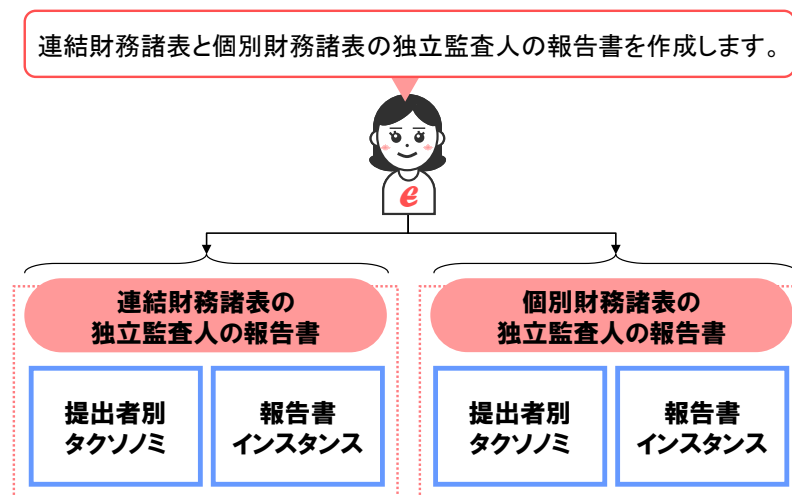 連結財務諸表と個別財務諸表の独立監査人の報告書を作成します。
e
連結財務諸表の
独立監査人の報告書
提出者別
タクソノミ
報告書
インスタンス
個別財務諸表の
独立監査人の報告書
提出者別
タクソノミ
報告書
インスタンス